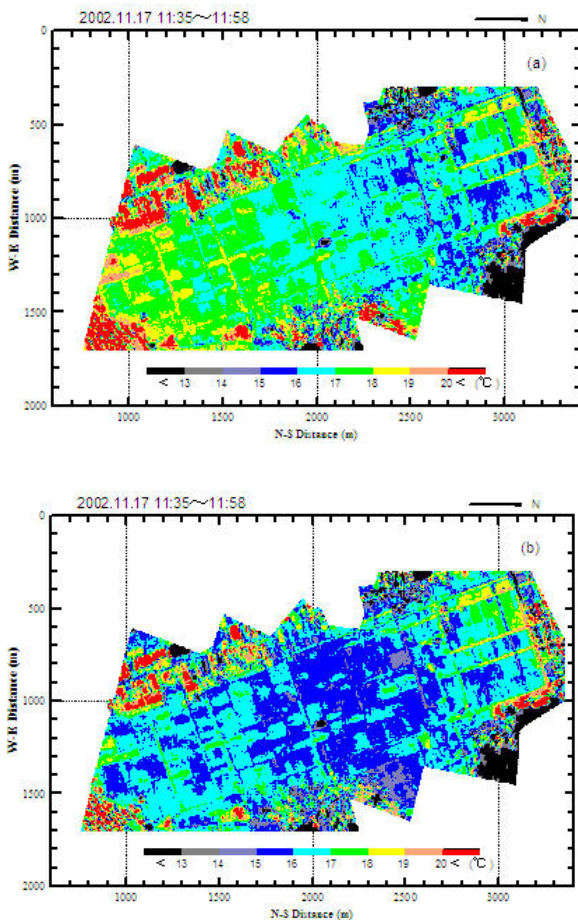 2002.11.17 11:35～11:58
N
0
(a)
500
1000
1500
2000
W-E Distance (m)
< 13 14 15 16 17 18 19 20 < (°C)
1000 1500 2000 2500 3000
N-S Distance (m)
2002.11.17 11:35～11:58
N
0
(b)
500
1000
1500
2000
W-E Distance (m)
< 13 14 15 16 17 18 19 20 < (°C)
1000 1500 2000 2500 3000
N-S Distance (m)